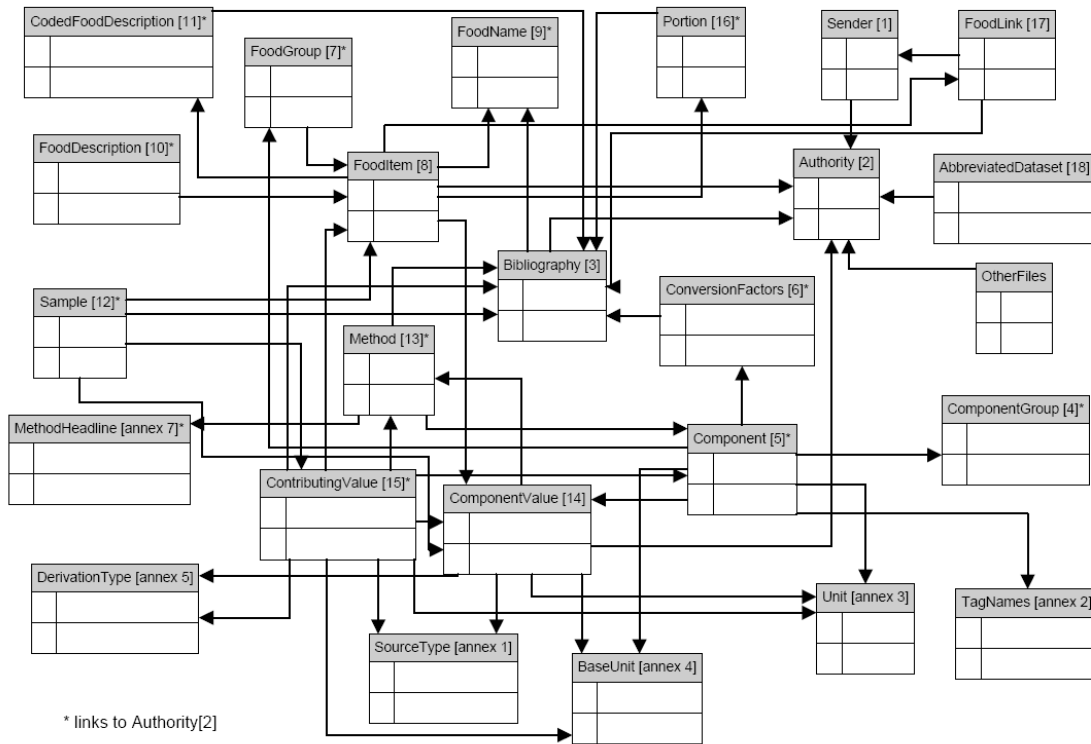 CodedFoodDescription [11]*
FoodGroup [7]*
FoodName [9]*
Portion [16]*
Sender [1]
FoodLink [17]
FoodDescription [10]*
FoodItem [8]
Authority [2]
AbbreviatedDataset [18]
Bibliography [3]
OtherFiles
Sample [12]*
ConversionFactors [6]*
Method [13]*
MethodHeadline [annex 7]*
ComponentGroup [4]*
Component [5]*
ContributingValue [15]*
ComponentValue [14]
DerivationType [annex 5]
Unit [annex 3]
TagNames [annex 2]
SourceType [annex 1]
BaseUnit [annex 4]
* links to Authority[2]